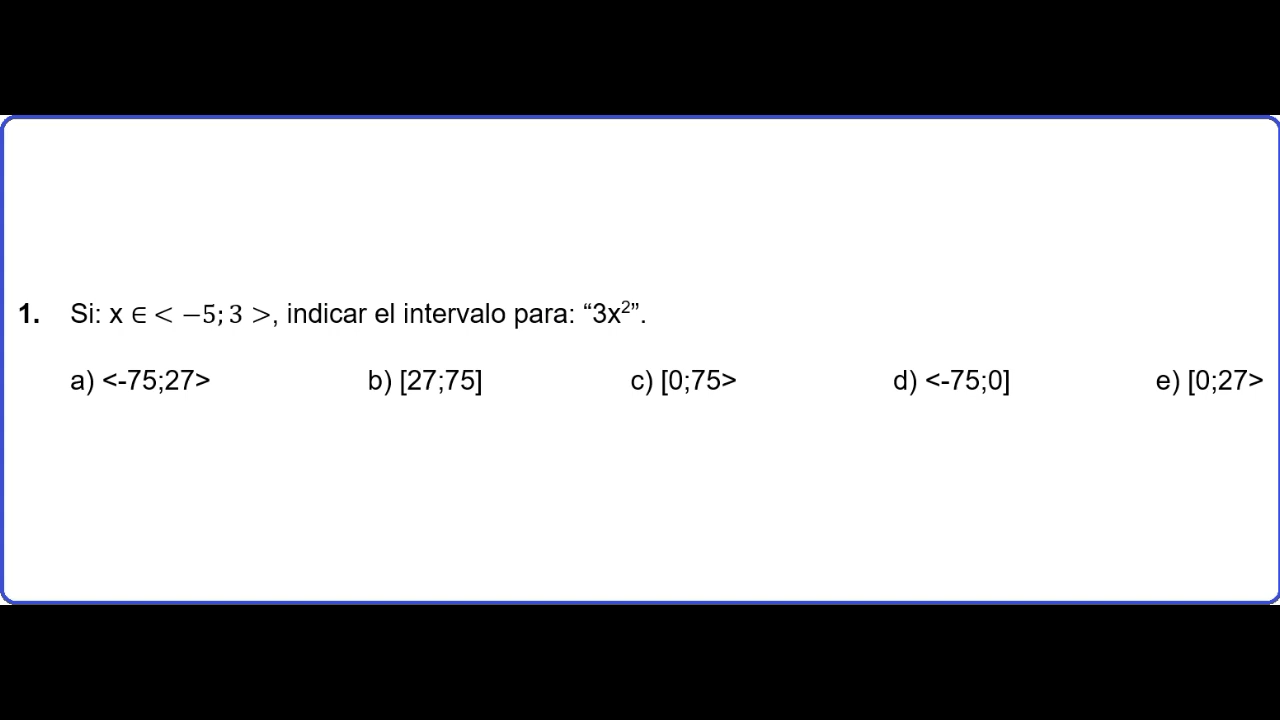 1. Si: x ∈ < −5; 3 >, indicar el intervalo para: “3x²”.
a) <-75;27> b) [27;75] c) [0;75> d) <-75;0] e) [0;27>